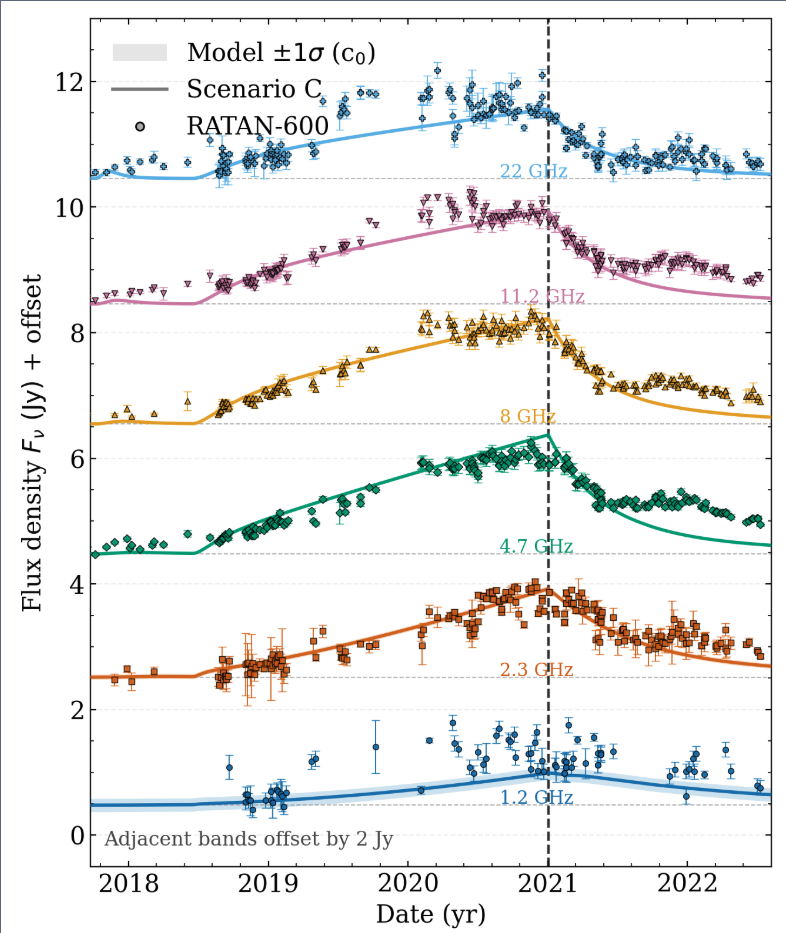 Model ±1σ (c₀)
Scenario C
RATAN-600
12
22 GHz
10
11.2 GHz
8
8 GHz
6
4.7 GHz
4
2.3 GHz
2
1.2 GHz
0
Adjacent bands offset by 2 Jy
2018 2019 2020 2021 2022
Date (yr)
Flux density Fν (Jy) + offset